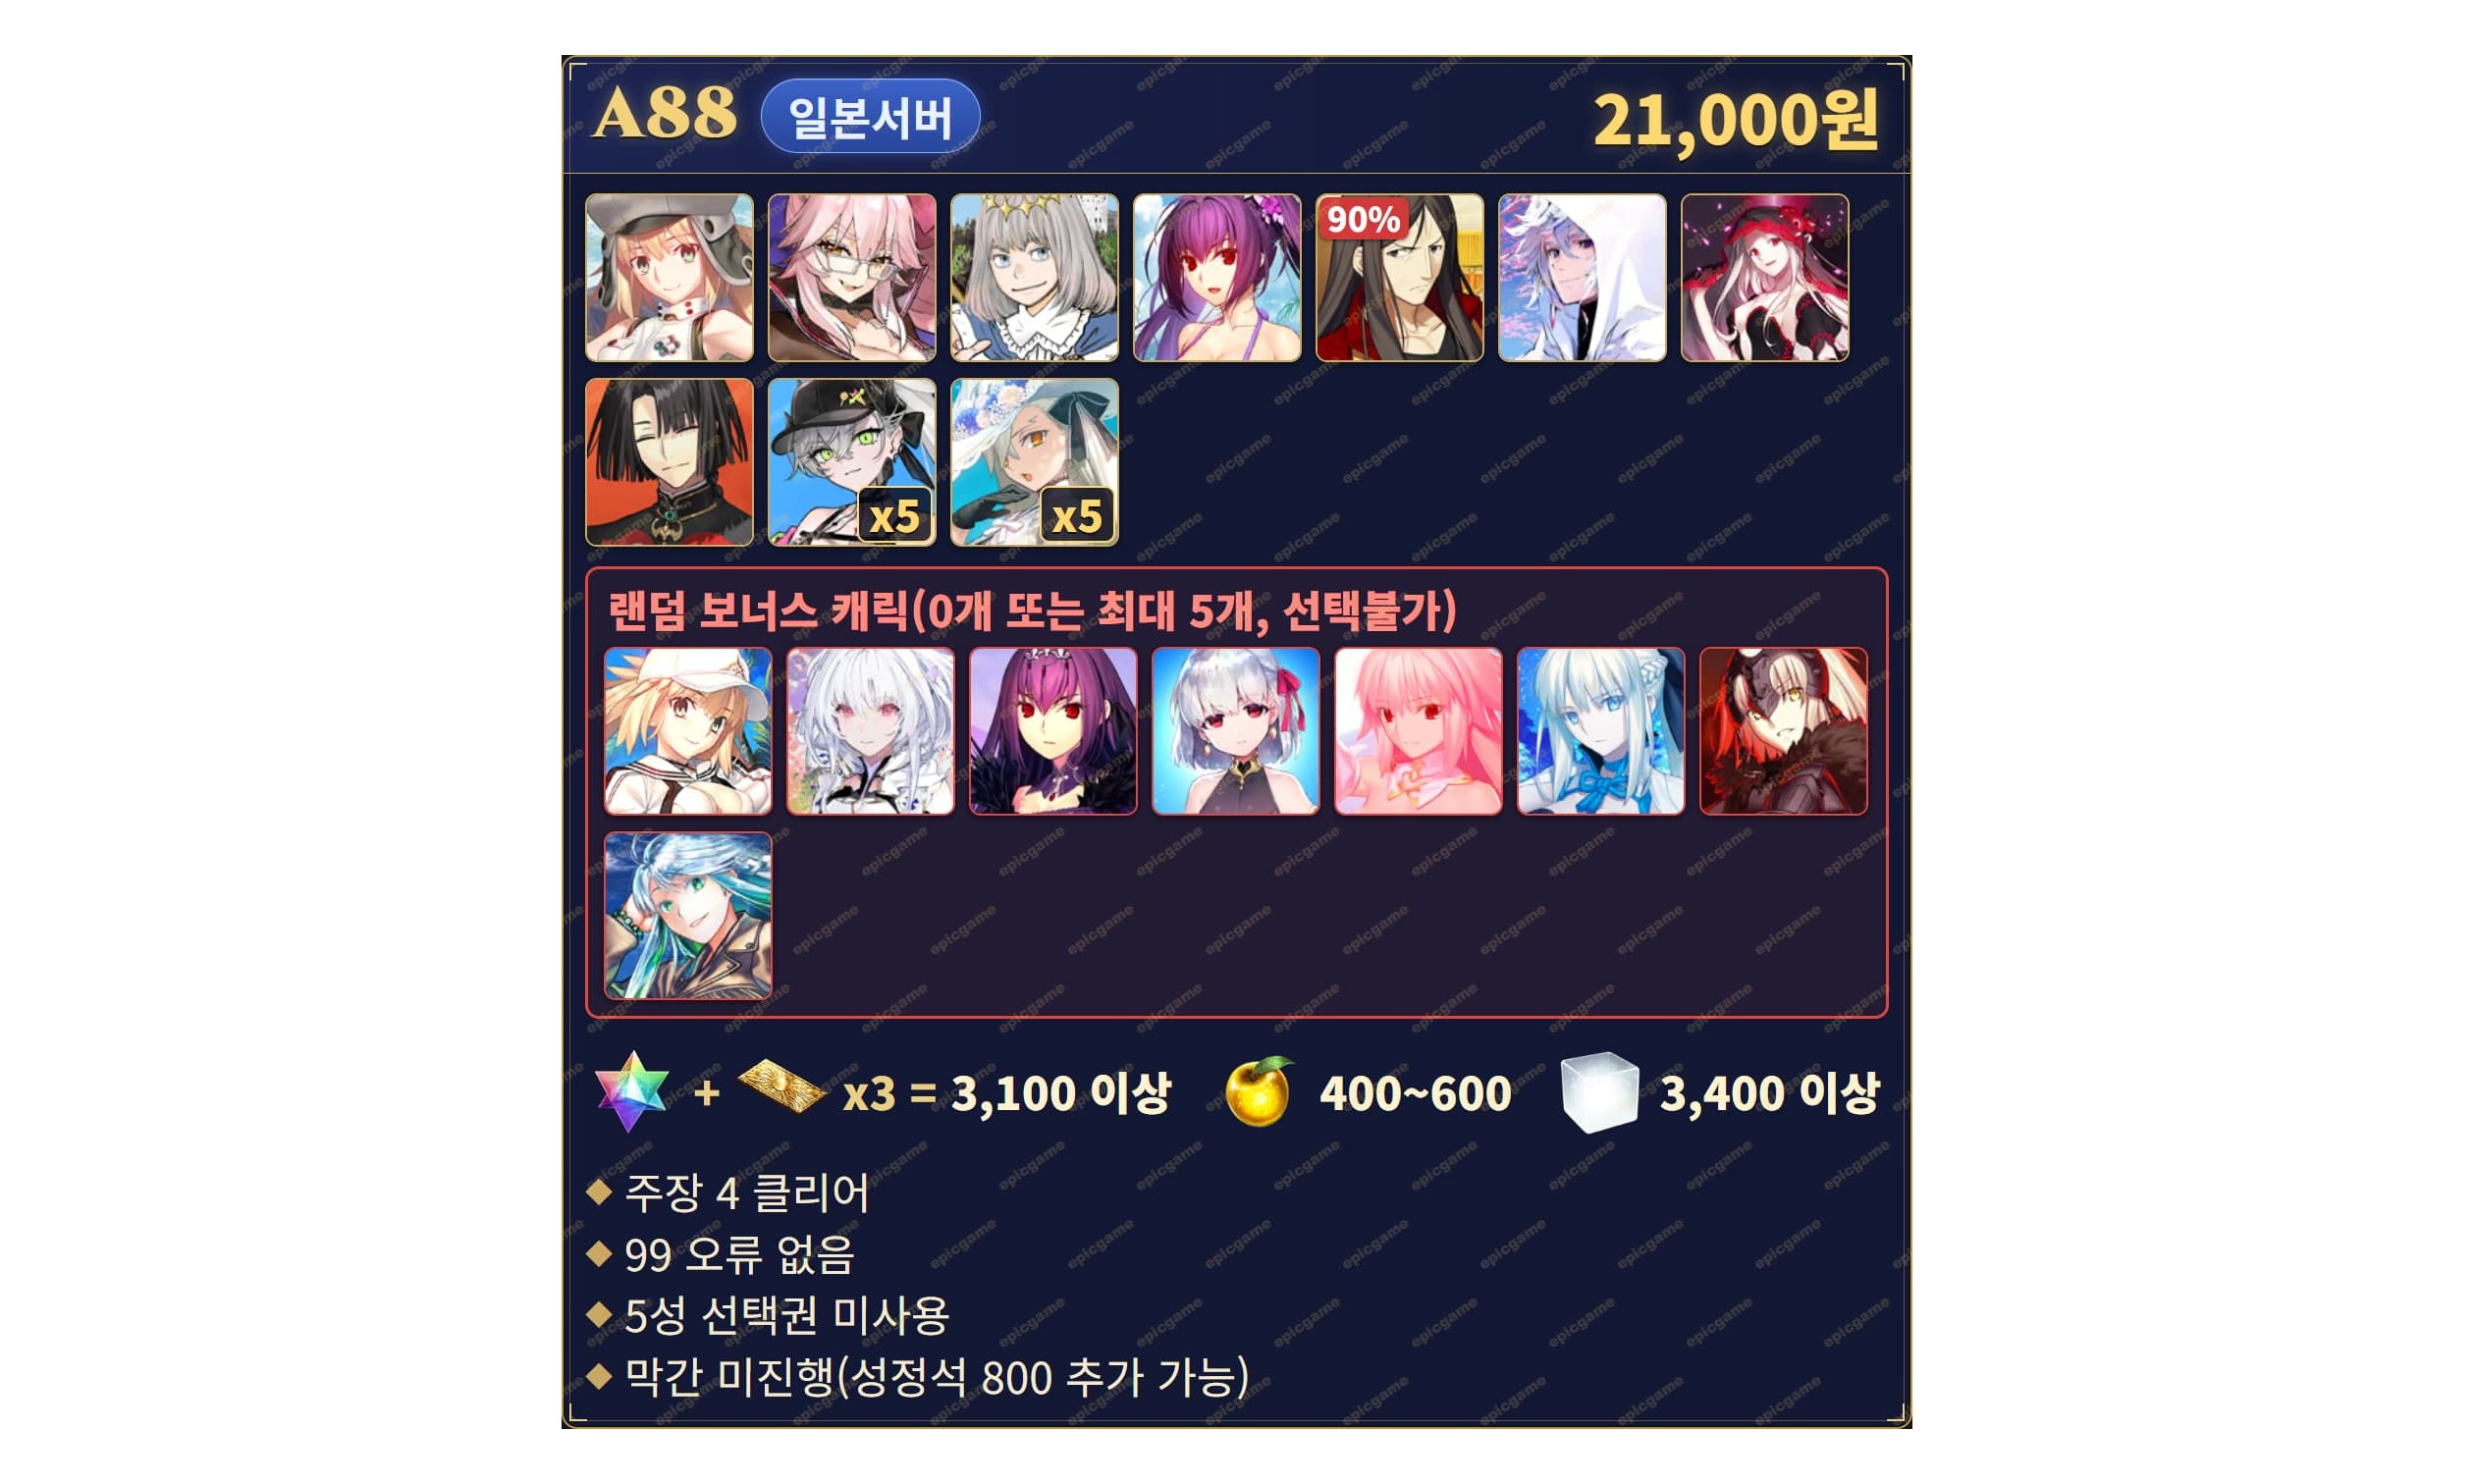 A88 일본서버 21,000원
90%
x5 x5
랜덤 보너스 캐릭(0개 또는 최대 5개, 선택불가)
+ x3 = 3,100 이상 400~600 3,400 이상
주장 4 클리어
99 오류 없음
5성 선택권 미사용
막간 미진행(성정석 800 추가 가능)
epicgame